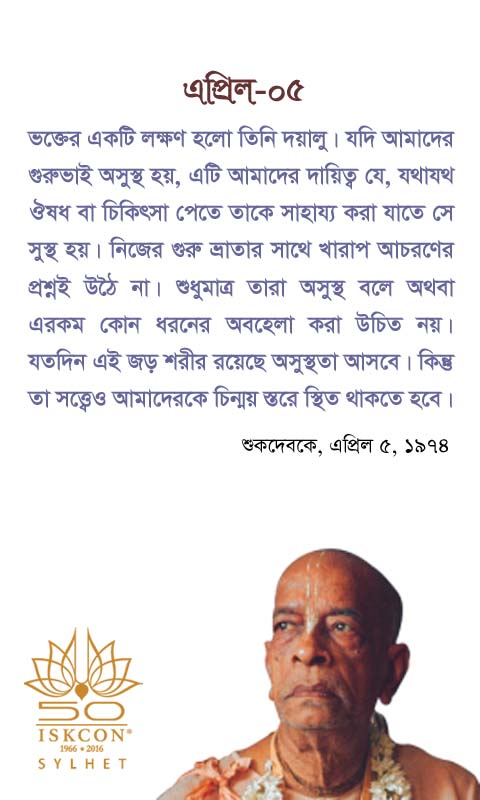 এপ্রিল-০৫
ভক্তের একটি লক্ষণ হলো তিনি দয়ালু। যদি আমাদের
গুরুভাই অসুস্থ হয়, এটি আমাদের দায়িত্ব যে, যথাযথ
ঔষধ বা চিকিৎসা পেতে তাকে সাহায্য করা যাতে সে
সুস্থ হয়। নিজের গুরু ভ্রাতার সাথে খারাপ আচরণের
প্রশ্নই উঠে না। শুধুমাত্র তারা অসুস্থ বলে অথবা
এরকম কোন ধরনের অবহেলা করা উচিত নয়।
যতদিন এই জড় শরীর রয়েছে অসুস্থতা আসবে। কিন্তু
তা সত্ত্বেও আমাদেরকে চিন্ময় স্তরে স্থিত থাকতে হবে।
শুকদেবকে, এপ্রিল ৫, ১৯৭৪
50
ISKCON®
1966 • 2016
SYLHET